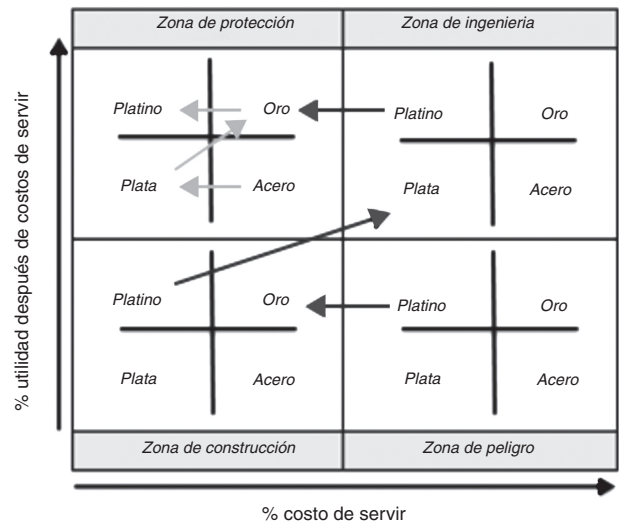 Zona de protección
Zona de ingenieria
Platino
Oro
Platino
Oro
Plata
Acero
Plata
Acero
Platino
Oro
Platino
Oro
Plata
Acero
Plata
Acero
Zona de construcción
Zona de peligro
% utilidad después de costos de servir
% costo de servir